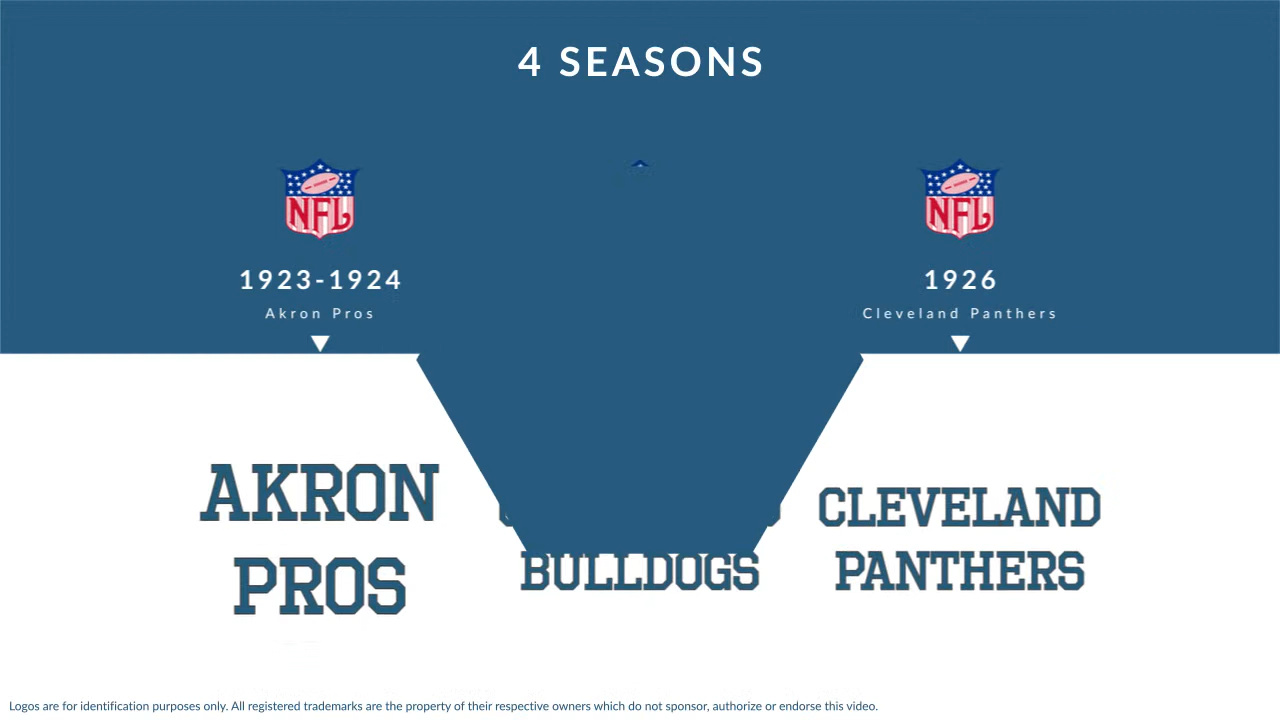 4 SEASONS
NFL
NFL
1923-1924
1926
Akron Pros
Cleveland Panthers
AKRON
PROS
BULLDOGS
CLEVELAND
PANTHERS
Logos are for identification purposes only. All registered trademarks are the property of their respective owners which do not sponsor, authorize or endorse this video.